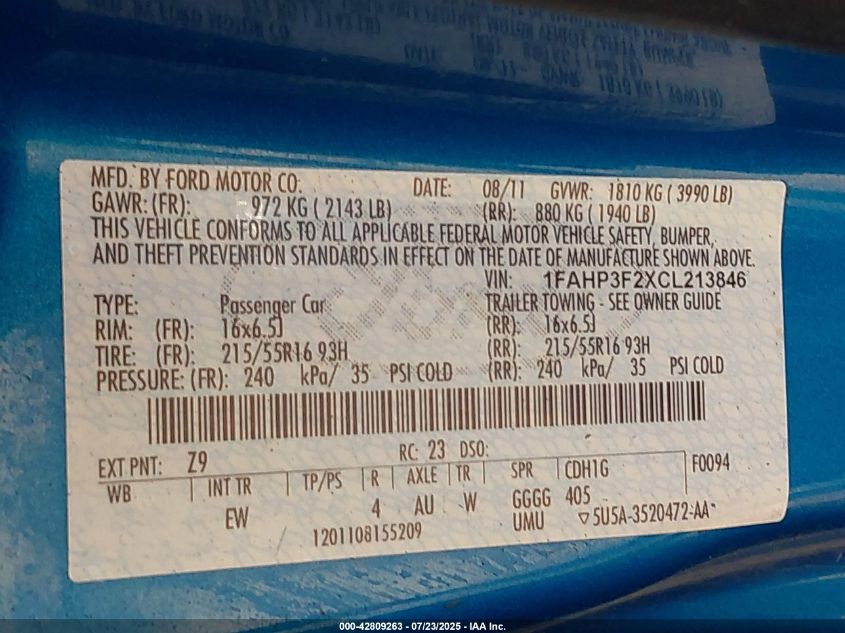 MFD. BY FORD MOTOR CO. DATE: 08/11 GVWR: 1810 KG ( 3990 LB)
GAWR: (FR): 972 KG ( 2143 LB) (RR): 880 KG ( 1940 LB)
THIS VEHICLE CONFORMS TO ALL APPLICABLE FEDERAL MOTOR VEHICLE SAFETY, BUMPER,
AND THEFT PREVENTION STANDARDS IN EFFECT ON THE DATE OF MANUFACTURE SHOWN ABOVE.
VIN: 1FAHP3F2XCL213846
TYPE: Passenger Car TRAILER TOWING - SEE OWNER GUIDE
RIM: (FR): 16x6.5J (RR): 16x6.5J
TIRE: (FR): 215/55R16 93H (RR): 215/55R16 93H
PRESSURE: (FR): 240 kPa/ 35 PSI COLD (RR): 240 kPa/ 35 PSI COLD
EXT PNT: Z9 RC: 23 DSO: F0094
WB INT TR TP/PS R AXLE TR SPR CDH1G
EW 4 AU W GGGG 405
1201108155209 UMU ▽5U5A-3520472-AA
000-42809263 - 07/23/2025 - IAA Inc.